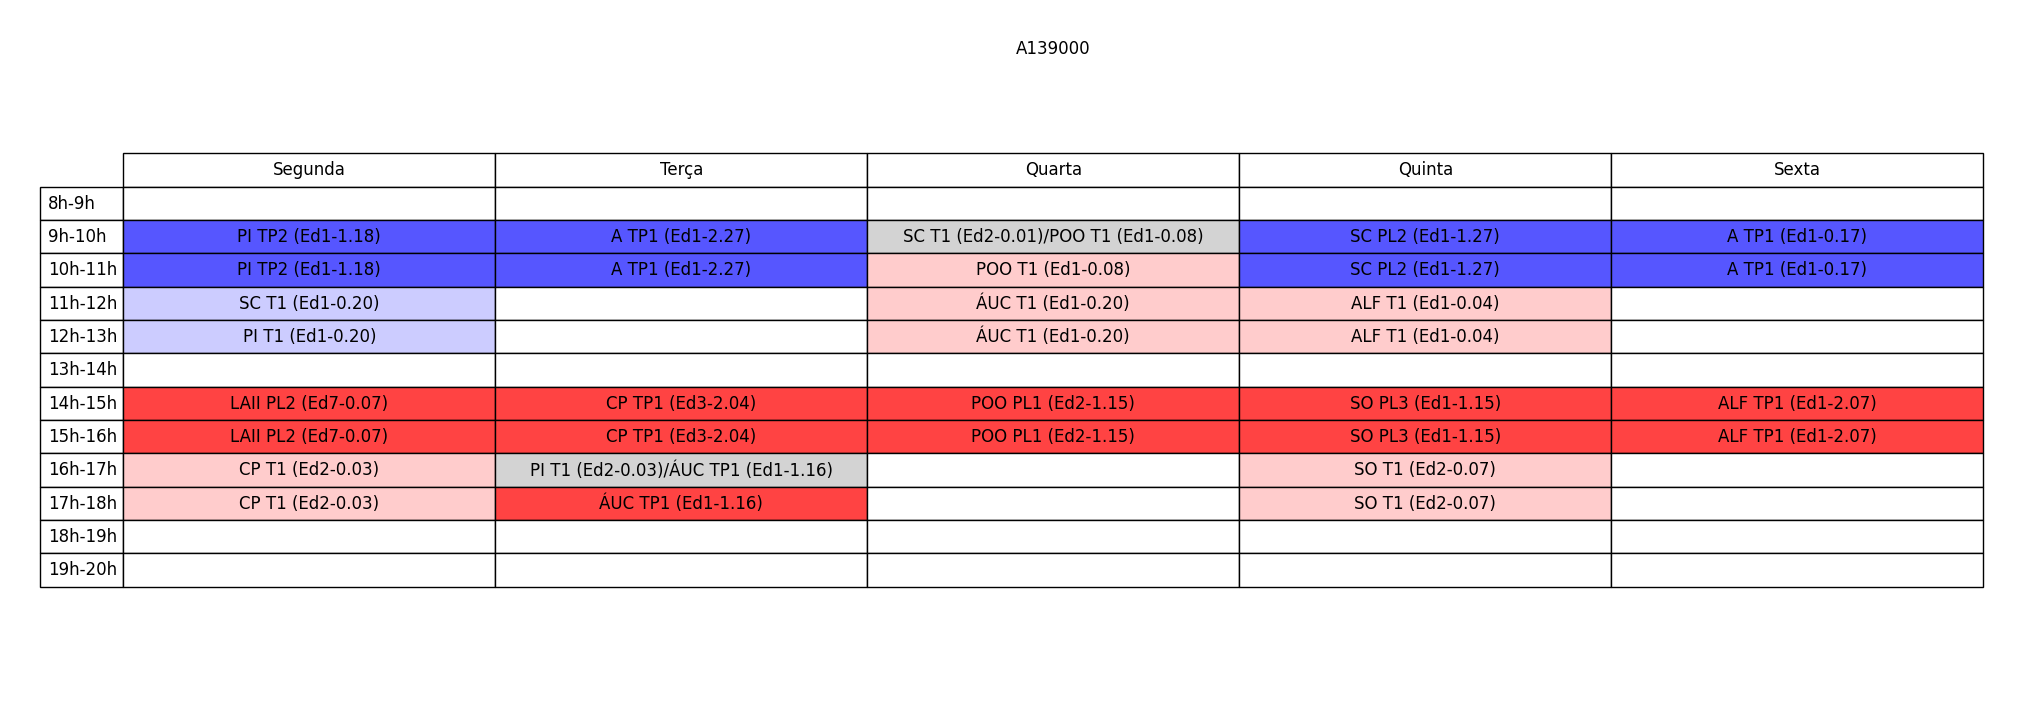 A139000
Segunda Terça Quarta Quinta Sexta
8h-9h
9h-10h PI TP2 (Ed1-1.18) A TP1 (Ed1-2.27) SC T1 (Ed2-0.01)/POO T1 (Ed1-0.08) SC PL2 (Ed1-1.27) A TP1 (Ed1-0.17)
10h-11h PI TP2 (Ed1-1.18) A TP1 (Ed1-2.27) POO T1 (Ed1-0.08) SC PL2 (Ed1-1.27) A TP1 (Ed1-0.17)
11h-12h SC T1 (Ed1-0.20) ÁUC T1 (Ed1-0.20) ALF T1 (Ed1-0.04)
12h-13h PI T1 (Ed1-0.20) ÁUC T1 (Ed1-0.20) ALF T1 (Ed1-0.04)
13h-14h
14h-15h LAII PL2 (Ed7-0.07) CP TP1 (Ed3-2.04) POO PL1 (Ed2-1.15) SO PL3 (Ed1-1.15) ALF TP1 (Ed1-2.07)
15h-16h LAII PL2 (Ed7-0.07) CP TP1 (Ed3-2.04) POO PL1 (Ed2-1.15) SO PL3 (Ed1-1.15) ALF TP1 (Ed1-2.07)
16h-17h CP T1 (Ed2-0.03) PI T1 (Ed2-0.03)/ÁUC TP1 (Ed1-1.16) SO T1 (Ed2-0.07)
17h-18h CP T1 (Ed2-0.03) ÁUC TP1 (Ed1-1.16) SO T1 (Ed2-0.07)
18h-19h
19h-20h